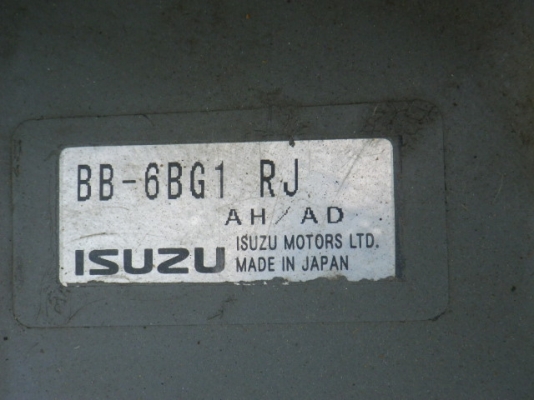 BB-6BG1 RJ
AH/AD
ISUZU
ISUZU MOTORS LTD.
MADE IN JAPAN